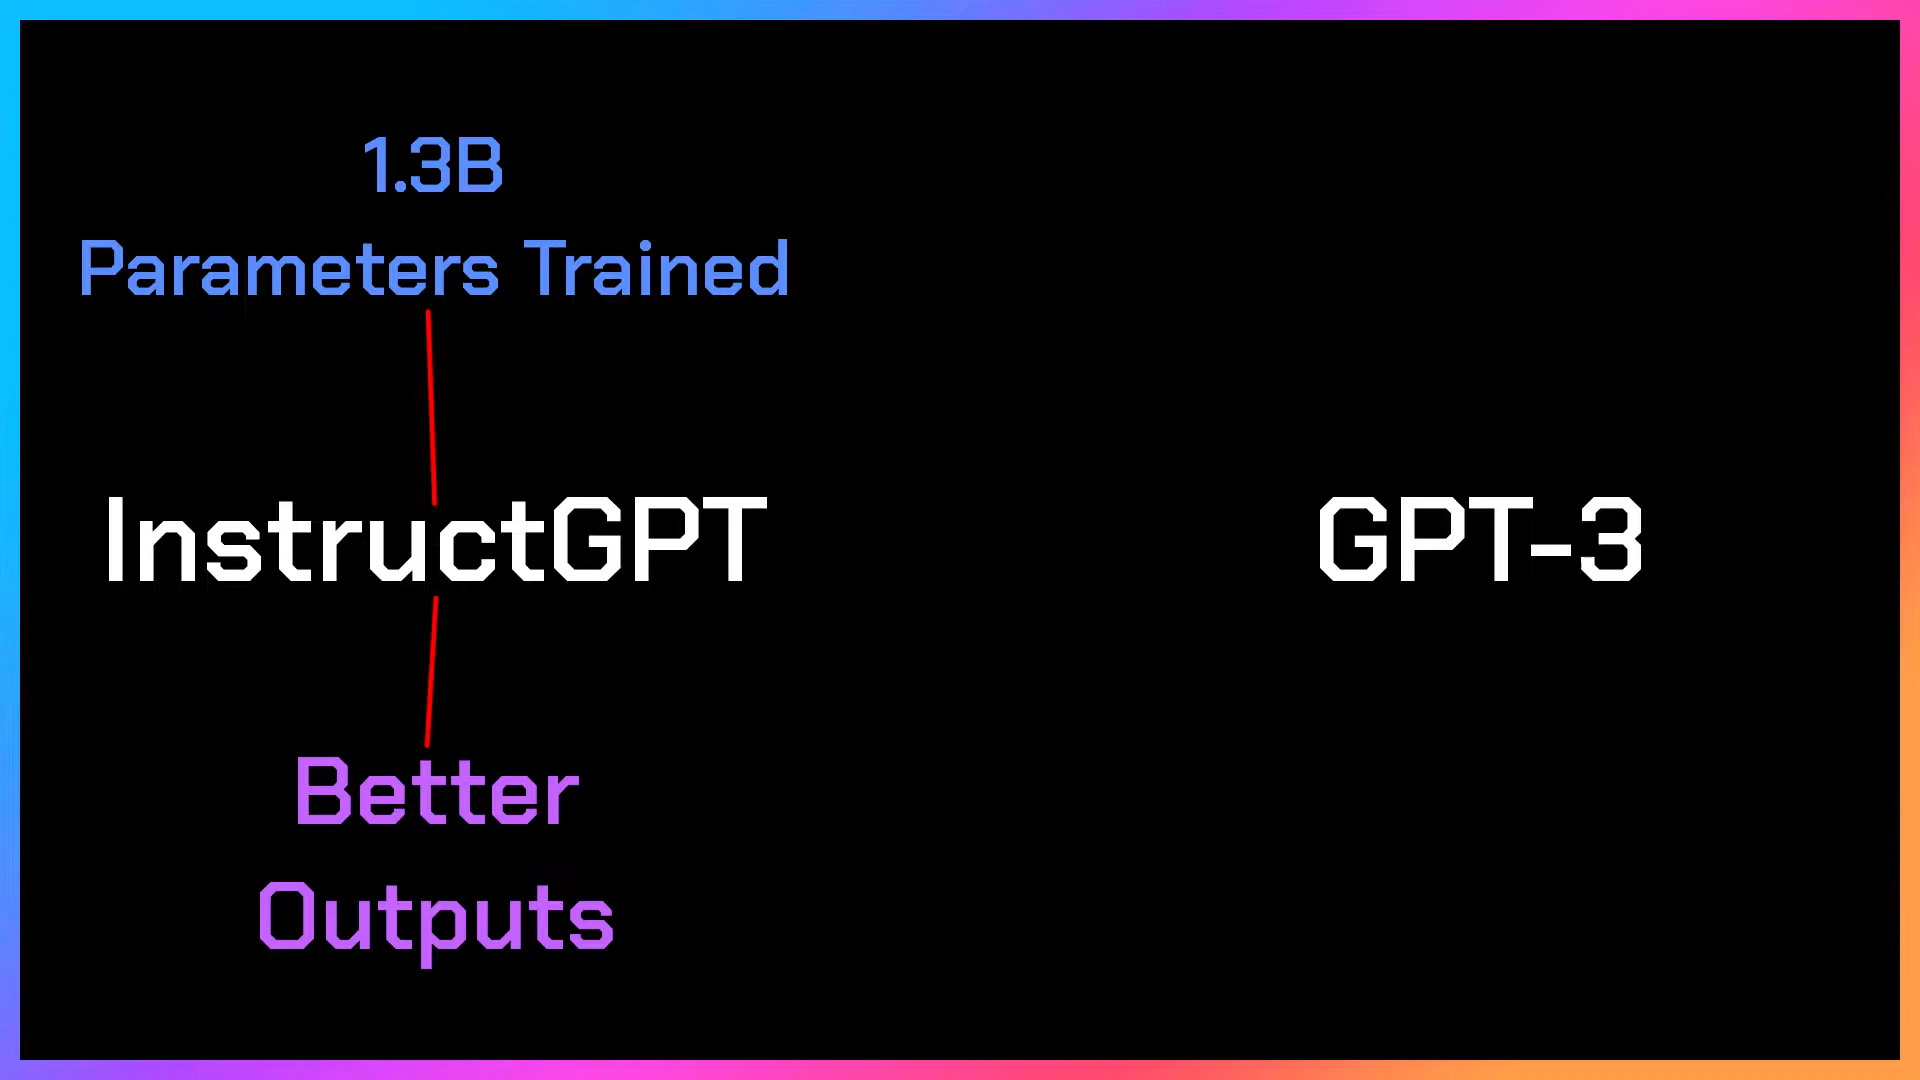 1.3B
Parameters Trained
InstructGPT
GPT-3
Better
Outputs